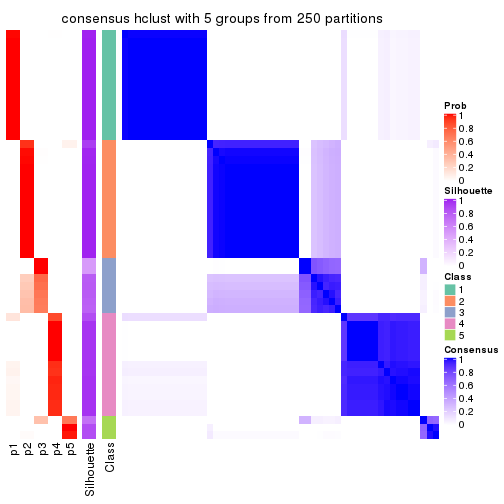 consensus hclust with 5 groups from 250 partitions
Prob
1
0.8
0.6
0.4
0.2
0
Silhouette
1
0.8
0.6
0.4
0.2
0
Class
1
2
3
4
5
Consensus
1
0.8
0.6
0.4
0.2
0
p1
p2
p3
p4
p5
Silhouette
Class